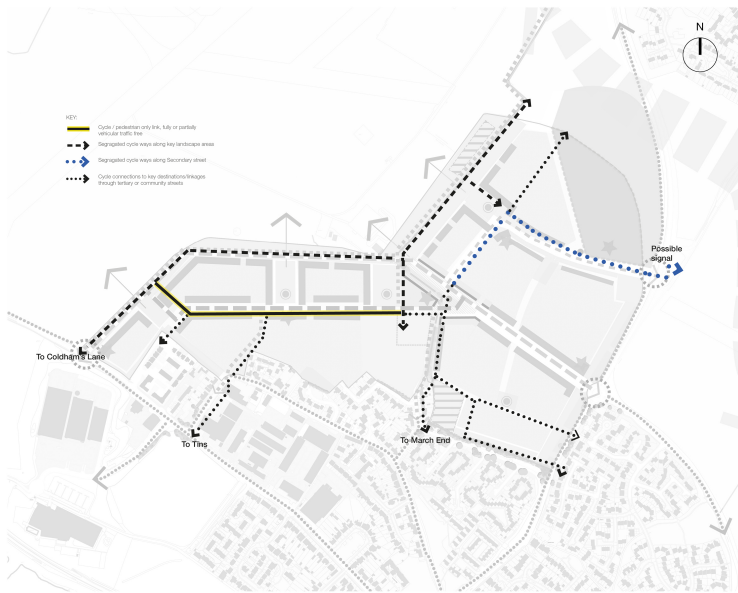 N
KEY:
Cycle / pedestrian only link, fully or partially
vehicular traffic free
Segragated cycle ways along key landscape areas
Segragated cycle ways along Secondary street
Cycle connections to key destinations/linkages
through tertiary or community streets
Possible
signal
To Coldham's Lane
To Tins
To March End